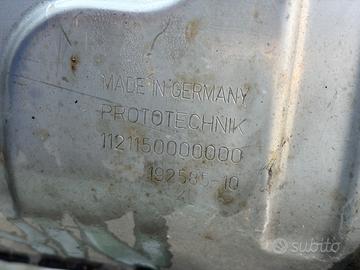 MADE IN GERMANY
PROTOTECHNIK
1121150000000
192585-10
subito